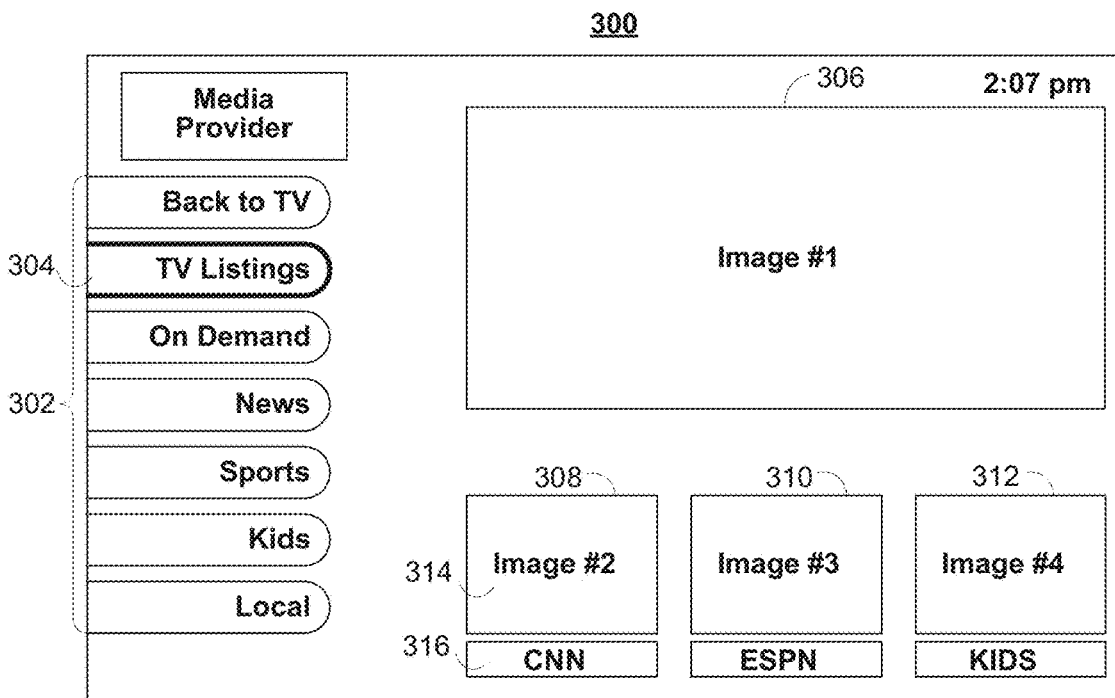 300
306
2:07 pm
Media
Provider
Image #1
Back to TV
304
TV Listings
On Demand
302
News
Sports
Kids
Local
308
310
312
314
Image #2
Image #3
Image #4
316
CNN
ESPN
KIDS